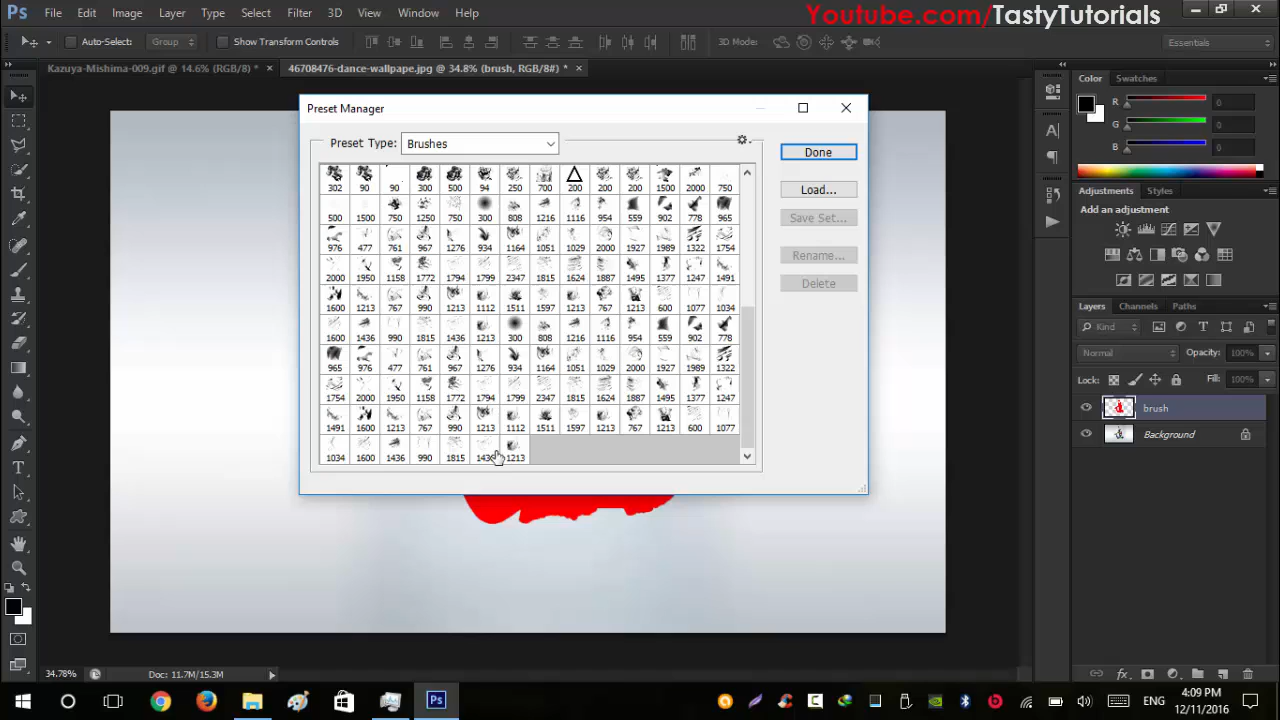 Ps File Edit Image Layer Type Select Filter 3D View Window Help
Youtube.com/TastyTutorials
Auto-Select: Group Show Transform Controls 3D Mode: Essentials
Kazuya-Mishima-009.gif @ 14.6% (RGB/8) * × 46708476-dance-wallpape.jpg @ 34.8% (brush, RGB/8#) * ×
Preset Manager
Preset Type: Brushes
Done
Load...
Save Set...
Rename...
Delete
302 90 90 300 500 94 250 700 200 200 200 1500 2000 750
500 1500 750 1250 750 300 808 1216 1116 954 559 902 778 965
976 477 761 967 1276 934 1164 1051 1029 2000 1927 1989 1322 1754
2000 1950 1158 1772 1794 1799 2347 1815 1624 1887 1495 1377 1247 1491
1600 1213 767 990 1213 1112 1511 1597 1213 767 1213 600 1077 1034
1600 1436 990 1815 1436 1213 300 808 1216 1116 954 559 902 778
965 976 477 761 967 1276 934 1164 1051 1029 2000 1927 1989 1322
1754 2000 1950 1158 1772 1794 1799 2347 1815 1624 1887 1495 1377 1247
1491 1600 1213 767 990 1213 1112 1511 1597 1213 767 1213 600 1077
1034 1600 1436 990 1815 1213
Color Swatches
R 0
G 0
B 0
Adjustments Styles
Add an adjustment
Layers Channels Paths
Kind
Normal Opacity: 100%
Lock: Fill: 100%
brush
Background
34.78% Doc: 11.7M/15.3M
Ps
ENG
4:09 PM
12/11/2016